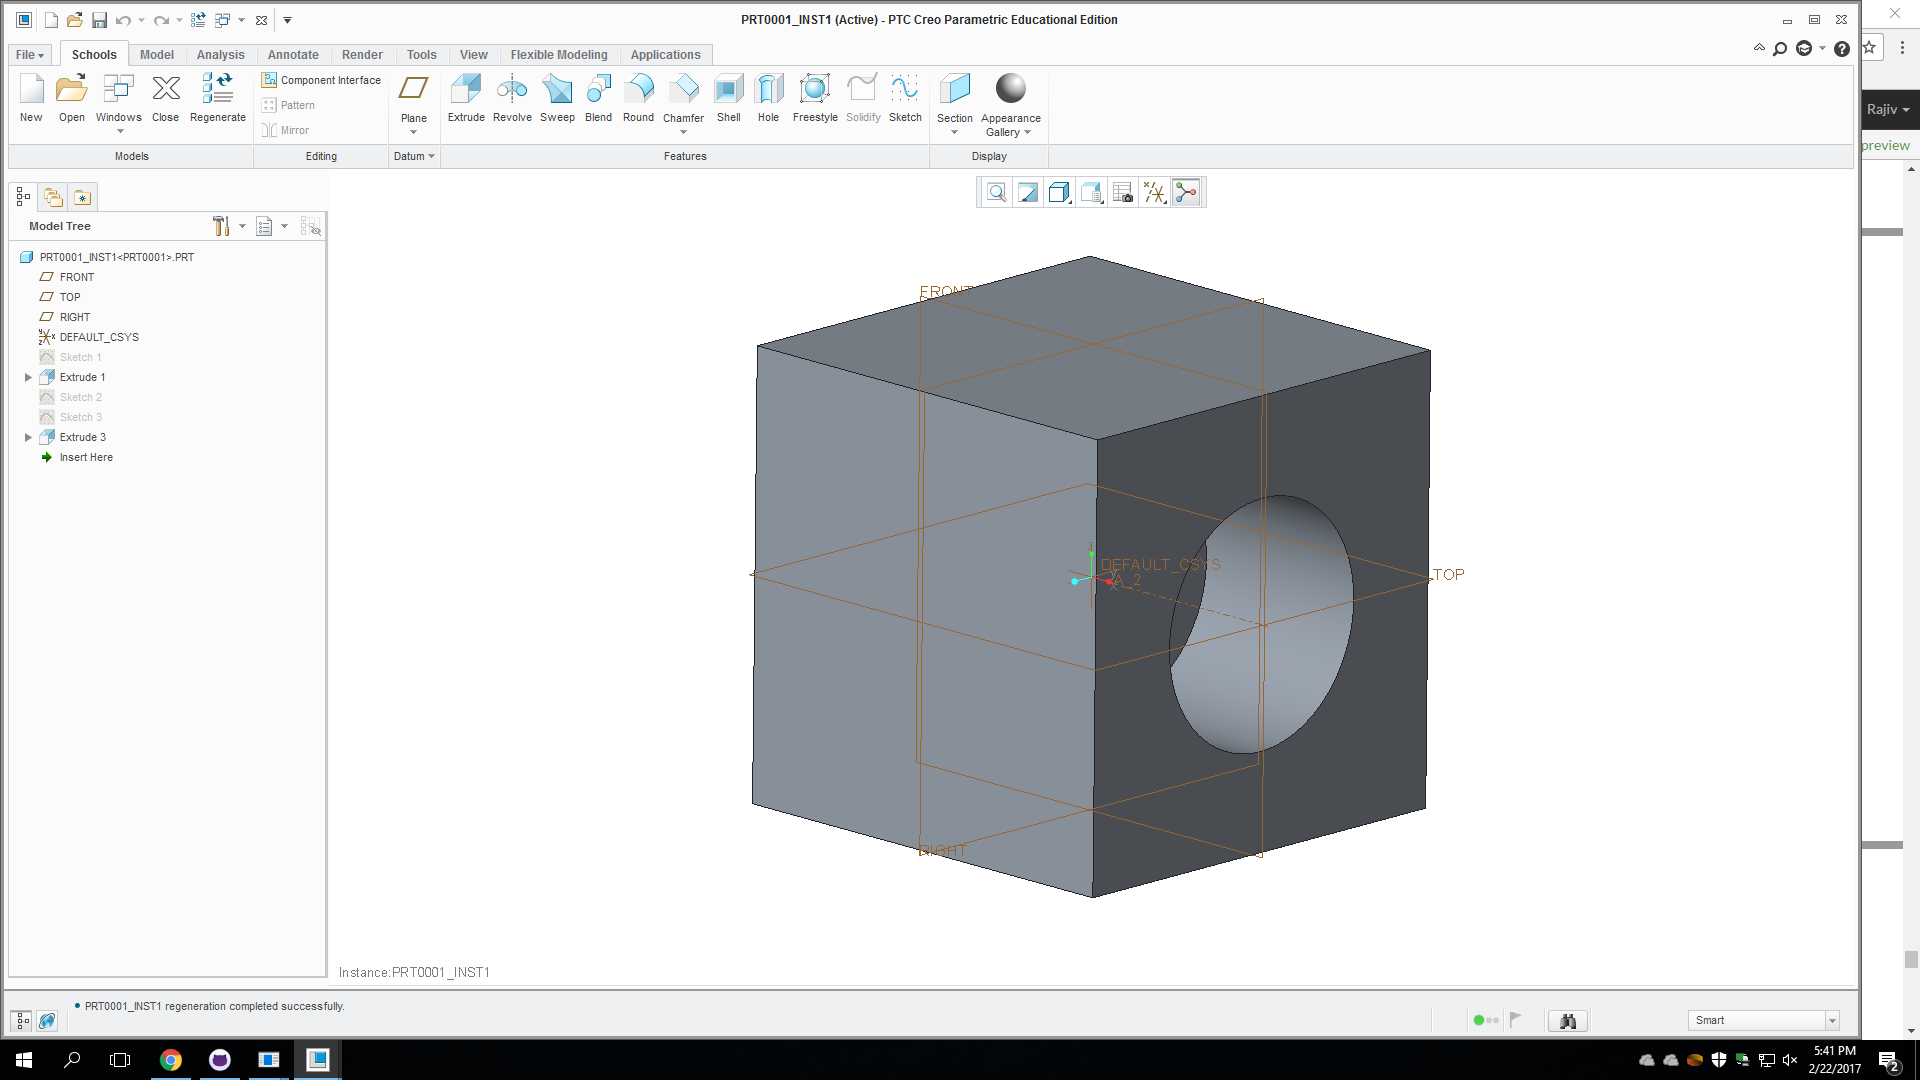 PRT0001_INST1 (Active) - PTC Creo Parametric Educational Edition
File
Schools
Model
Analysis
Annotate
Render
Tools
View
Flexible Modeling
Applications
New
Open
Windows
Close
Regenerate
Component Interface
Pattern
Mirror
Plane
Extrude
Revolve
Sweep
Blend
Round
Chamfer
Shell
Hole
Freestyle
Solidify
Sketch
Section
Appearance
Gallery
Models
Editing
Datum
Features
Display
Rajiv
preview
Model Tree
PRT0001_INST1<PRT0001>.PRT
FRONT
TOP
RIGHT
DEFAULT_CSYS
Sketch 1
Extrude 1
Sketch 2
Sketch 3
Extrude 3
Insert Here
FRONT
DEFAULT_CSYS
A_2
TOP
RIGHT
Instance:PRT0001_INST1
PRT0001_INST1 regeneration completed successfully.
Smart
5:41 PM
2/22/2017
2